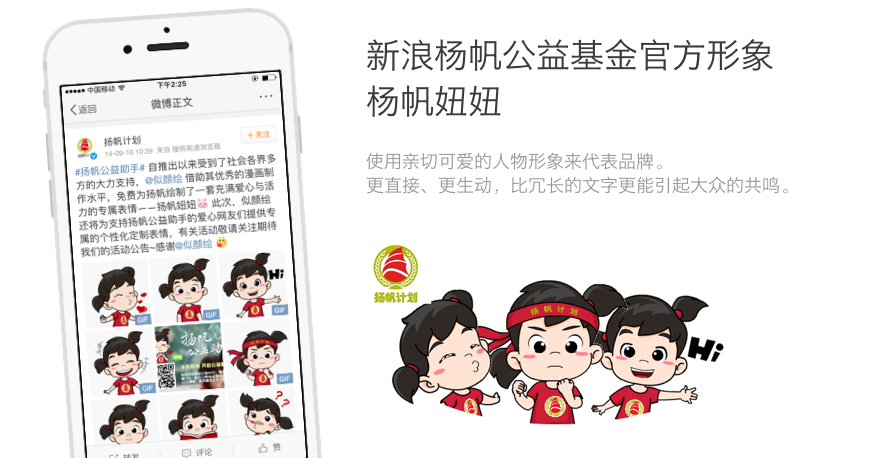 新浪杨帆公益基金官方形象
杨帆妞妞
使用亲切可爱的人物形象来代表品牌。
更直接、更生动，比冗长的文字更能引起大众的共鸣。
中国移动
下午2:25
返回
微博正文
扬帆计划
+关注
14-09-10 10:39 来自 搜狗高速浏览器
#扬帆公益助手# 自推出以来受到了社会各界多
方的大力支持，@似颜绘 借助其优秀的漫画制
作水平，免费为扬帆绘制了一套充满爱心与活
力的专属表情——扬帆妞妞 此次，似颜绘
还将为支持扬帆公益助手的爱心网友们提供专
属的个性化定制表情，有关活动敬请关注期待
我们的活动公告~感谢@似颜绘
Hi
GIF
GIF
GIF
扬帆
公益助
GIF
GIF
??
转发
评论
赞
扬帆计划
扬帆计划
Hi